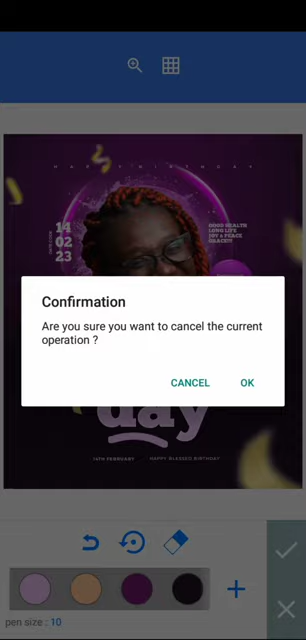 H A P P Y B I R T H D A Y
14
02
23
GOOD HEALTH
LONG LIFE
JOY & PEACE
GRACE!!!
Confirmation
Are you sure you want to cancel the current
operation ?
CANCEL
OK
day
14TH FEBRUARY
HAPPY BLESSED BIRTHDAY
pen size : 10